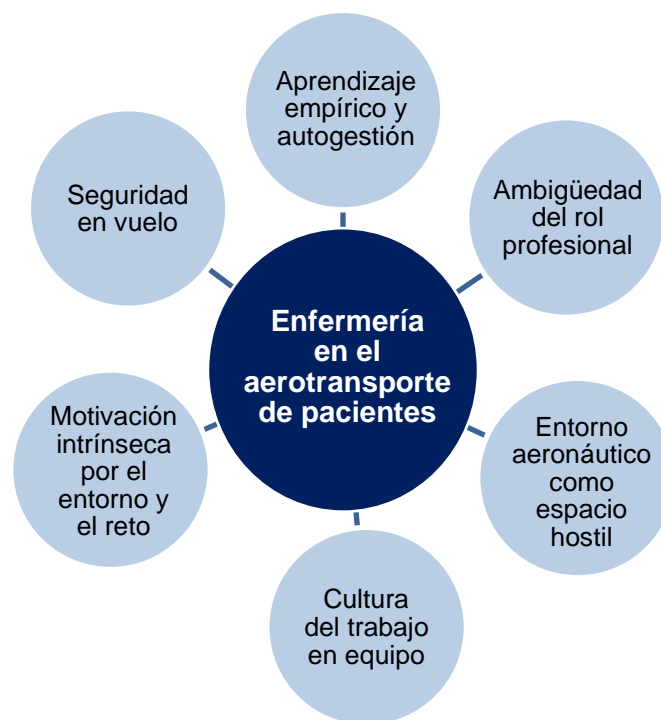 Aprendizaje
empírico y
autogestión
Ambigüedad
del rol
profesional
Entorno
aeronáutico
como
espacio
hostil
Cultura
del trabajo
en equipo
Motivación
intrínseca
por el
entorno y
el reto
Seguridad
en vuelo
Enfermería
en el
aerotransporte
de pacientes